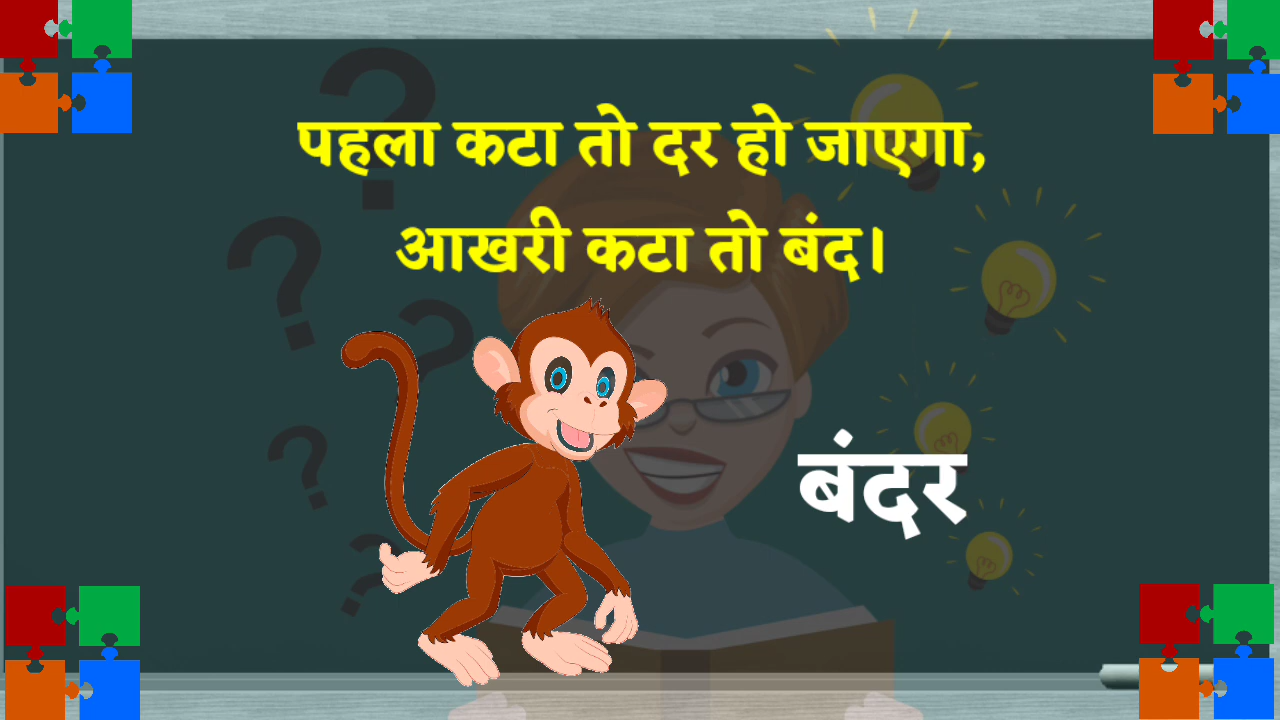 पहला कटा तो दर हो जाएगा,
आखरी कटा तो बंद।
बंदर